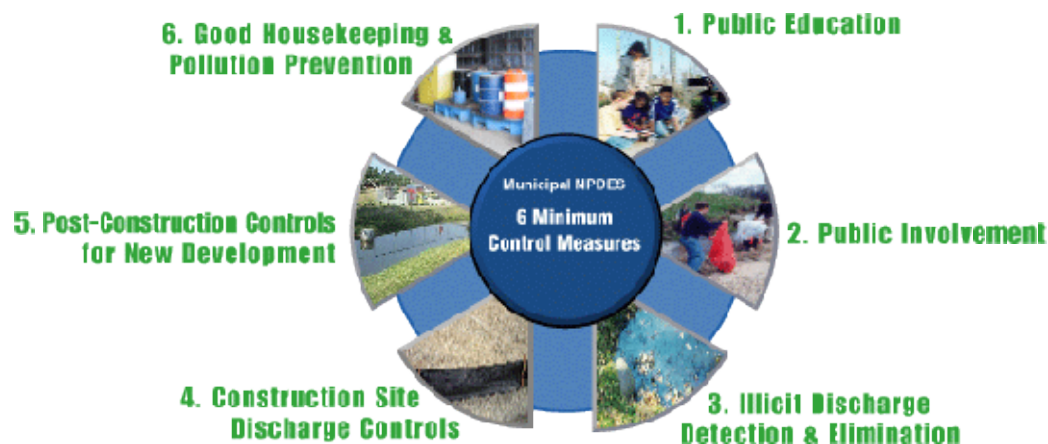 1. Public Education
2. Public Involvement
3. Illicit Discharge
Detection & Elimination
4. Construction Site
Discharge Controls
5. Post-Construction Controls
for New Development
6. Good Housekeeping &
Pollution Prevention
Municipal NPDES
6 Minimum
Control Measures